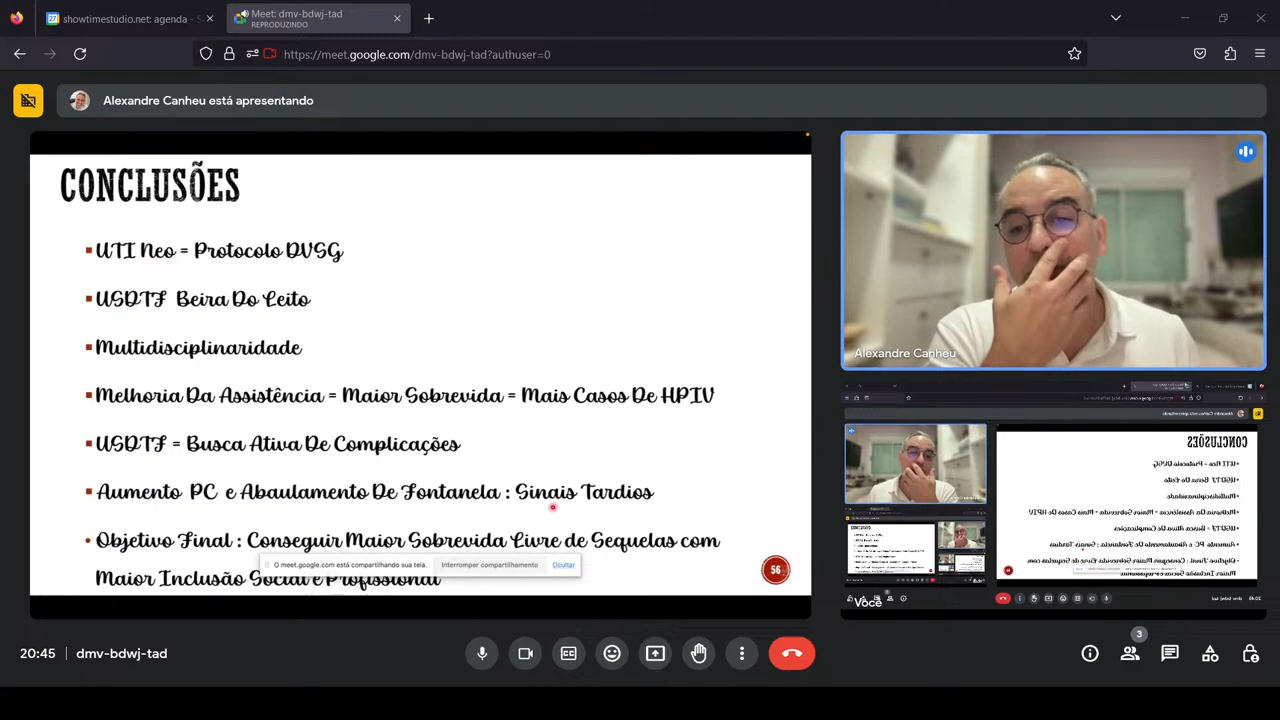 showtimestudio.net: agenda - S
Meet: dmv-bdwj-tad
REPRODUZINDO
https://meet.google.com/dmv-bdwj-tad?authuser=0
Alexandre Canheu está apresentando
CONCLUSÕES
UTI Neo = Protocolo DVSG
USDTF Beira Do Leito
Multidisciplinaridade
Melhoria Da Assistência = Maior Sobrevida = Mais Casos De HPIV
USDTF = Busca Ativa De Complicações
Aumento PC e Abaulamento De Fontanela : Sinais Tardios
Objetivo Final : Conseguir Maior Sobrevida Livre de Sequelas com
Maior Inclusão Social e Profissional
O meet.google.com está compartilhando sua tela. Interromper compartilhamento Ocultar
56
Alexandre Canheu
Você
20:45 dmv-bdwj-tad
3